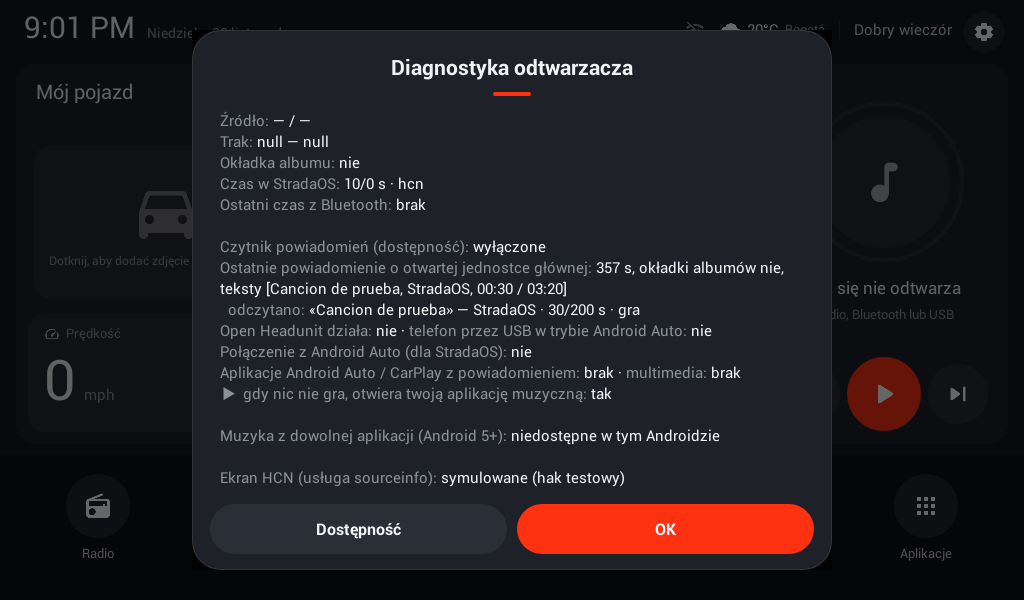 9:01 PM
20°C Bogotá
Dobry wieczór
Mój pojazd
Dotknij, aby dodać zdjęcie
Prędkość
0 mph
Diagnostyka odtwarzacza
Źródło: — / —
Trak: null — null
Okładka albumu: nie
Czas w StradaOS: 10/0 s · hcn
Ostatni czas z Bluetooth: brak
Czytnik powiadomień (dostępność): wyłączone
Ostatnie powiadomienie o otwartej jednostce głównej: 357 s, okładki albumów nie,
teksty [Cancion de prueba, StradaOS, 00:30 / 03:20]
odczytano: «Cancion de prueba» — StradaOS · 30/200 s · gra
Open Headunit działa: nie · telefon przez USB w trybie Android Auto: nie
Połączenie z Android Auto (dla StradaOS): nie
Aplikacje Android Auto / CarPlay z powiadomieniem: brak · multimedia: brak
▶ gdy nic nie gra, otwiera twoją aplikację muzyczną: tak
Muzyka z dowolnej aplikacji (Android 5+): niedostępne w tym Androidzie
Ekran HCN (usługa sourceinfo): symulowane (hak testowy)
Dostępność
OK
się nie odtwarza
Bluetooth lub USB
Radio
Aplikacje